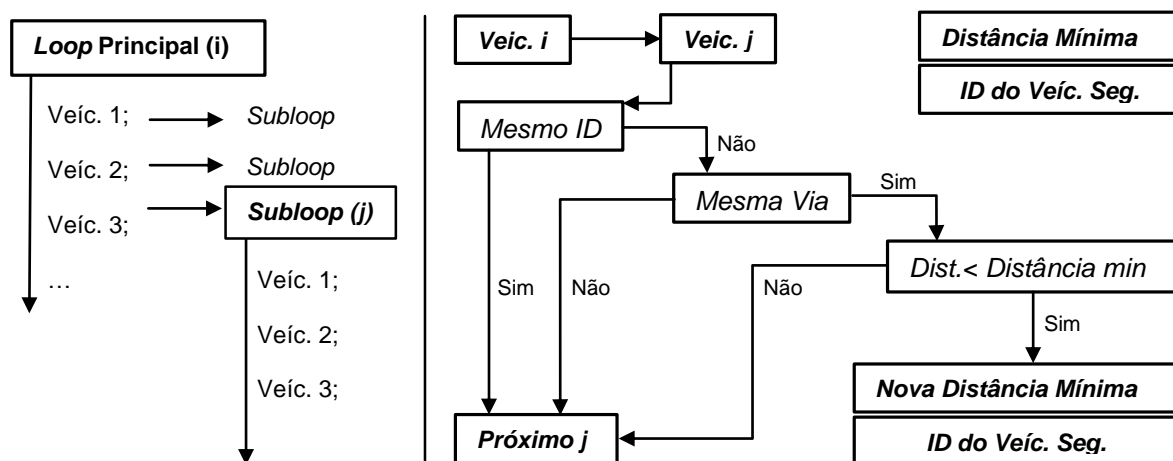 Loop Principal (i)
Veíc. 1;
Subloop
Veíc. 2;
Subloop
Veíc. 3;
Subloop (j)
...
Veíc. 1;
Veíc. 2;
Veíc. 3;
Veic. i
Veic. j
Distância Mínima
ID do Veíc. Seg.
Mesmo ID
Não
Mesma Via
Sim
Dist.< Distância min
Sim
Não
Não
Sim
Nova Distância Mínima
Próximo j
ID do Veíc. Seg.